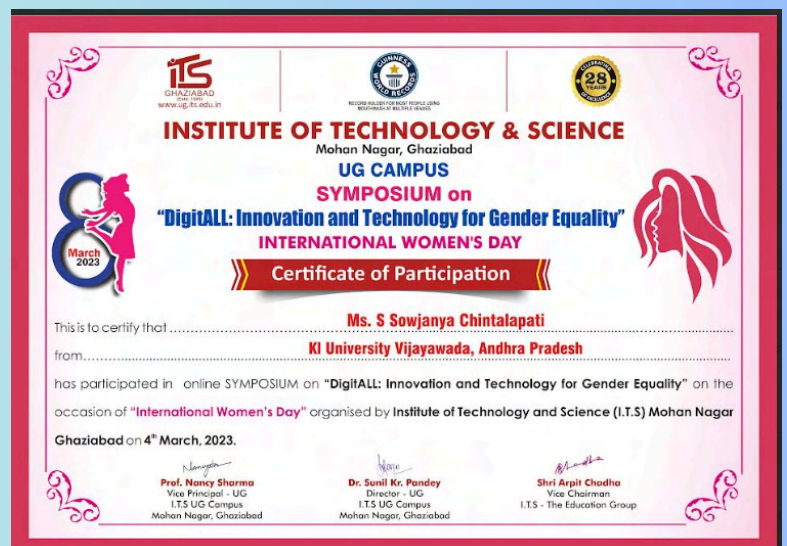 iTS
GHAZIABAD
www.ug.its.edu.in
GUINNESS
WORLD RECORDS
RECORD HOLDER FOR MOST PEOPLE USING
MOUTHWASH AT MULTIPLE VENUES
CELEBRATING
28
YEARS
OF EXCELLENCE
INSTITUTE OF TECHNOLOGY & SCIENCE
Mohan Nagar, Ghaziabad
UG CAMPUS
SYMPOSIUM on
“DigitALL: Innovation and Technology for Gender Equality”
INTERNATIONAL WOMEN'S DAY
8
March
2023
Certificate of Participation
This is to certify that Ms. S Sowjanya Chintalapati
from KI University Vijayawada, Andhra Pradesh
has participated in online SYMPOSIUM on “DigitALL: Innovation and Technology for Gender Equality” on the
occasion of “International Women's Day” organised by Institute of Technology and Science (I.T.S) Mohan Nagar
Ghaziabad on 4th March, 2023.
Prof. Nancy Sharma
Vice Principal - UG
I.T.S UG Campus
Mohan Nagar, Ghaziabad
Dr. Sunil Kr. Pandey
Director - UG
I.T.S UG Campus
Mohan Nagar, Ghaziabad
Shri Arpit Chadha
Vice Chairman
I.T.S - The Education Group